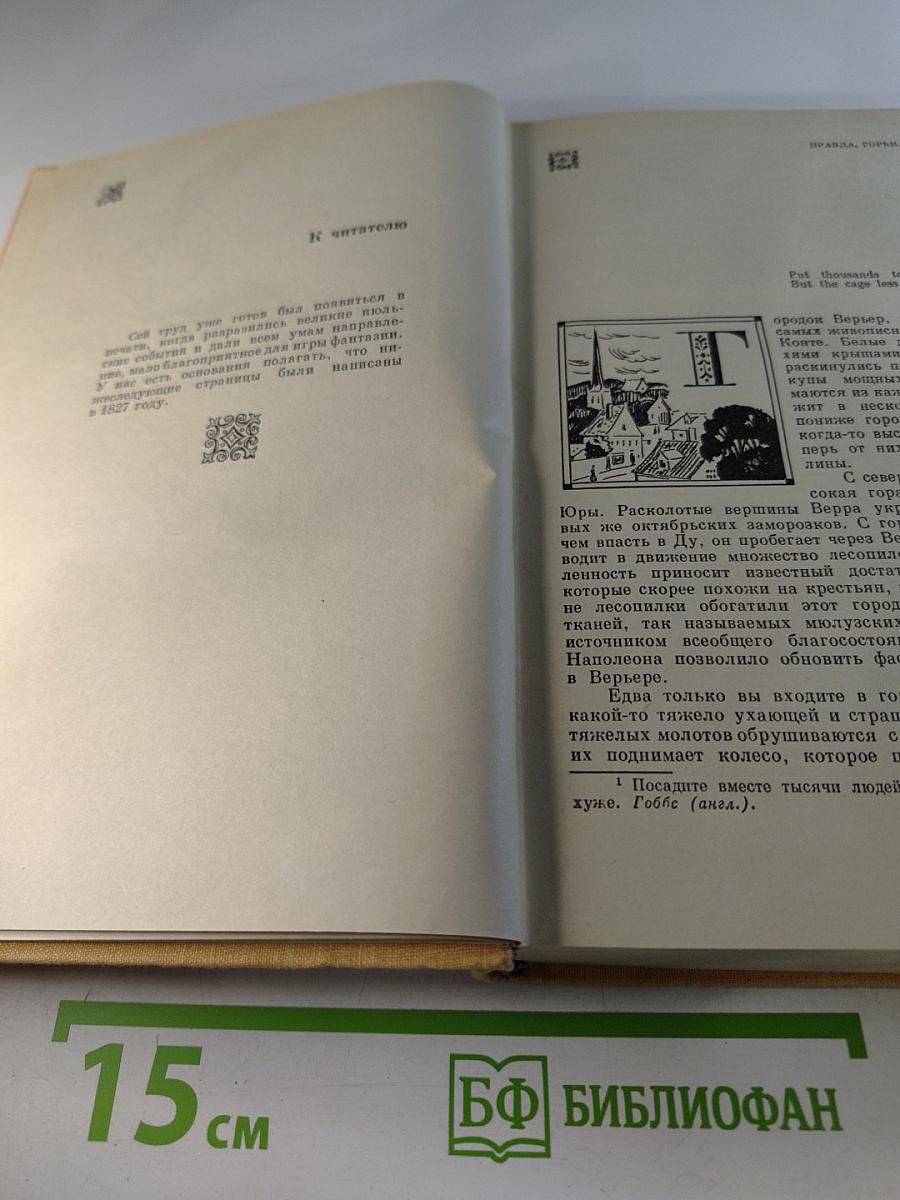 К читателю
Сей труд уже готов был появиться в
печати, когда разразились великие июль-
ские события и дали всем умам направле-
ние, мало благоприятное для игры фантазии.
У нас есть основания полагать, что ни-
жеследующие страницы были написаны
в 1827 году.
ПРАВДА, ГОРЬК
Put thousands to
But the cage less
Г
ородок Верьер,
самых живописн
Конте. Белые д
хими крышами
раскинулись п
купы мощных
маются из каж
жит в неско
пониже горо
когда-то выс
перь от них
лины.
С север
сокая гора
Юры. Расколотые вершины Верра укр
вых же октябрьских заморозков. С гор
чем впасть в Ду, он пробегает через Ве
водит в движение множество лесопило
ленность приносит известный достат
которые скорее похожи на крестьян,
не лесопилки обогатили этот город
тканей, так называемых мюлузских
источником всеобщего благосостоя
Наполеона позволило обновить фас
в Верьере.
Едва только вы входите в го
какой-то тяжело ухающей и страш
тяжелых молотов обрушиваются с
их поднимает колесо, которое п
¹ Посадите вместе тысячи людей
хуже. Гоббс (англ.).
15 см
БФ БИБЛИОФАН